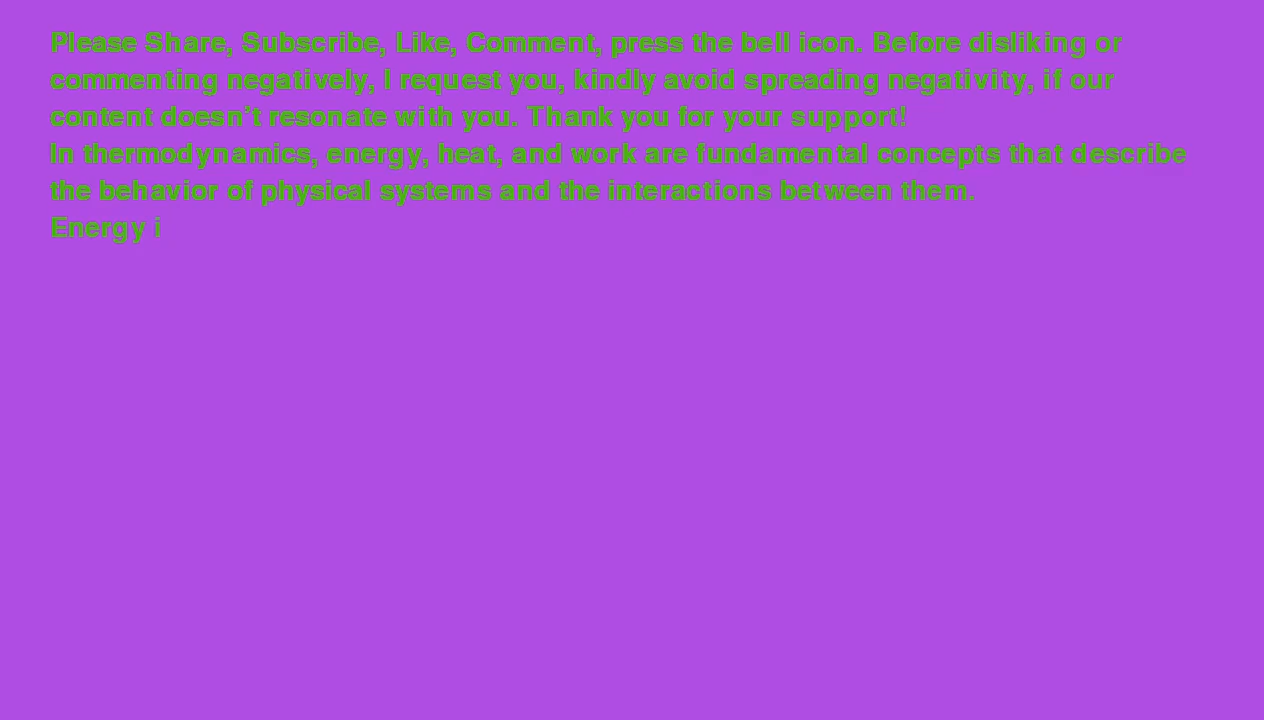 Please Share, Subscribe, Like, Comment, press the bell icon. Before disliking or
commenting negatively, I request you, kindly avoid spreading negativity, if our
content doesn't resonate with you. Thank you for your support!
In thermodynamics, energy, heat, and work are fundamental concepts that describe
the behavior of physical systems and the interactions between them.
Energy i